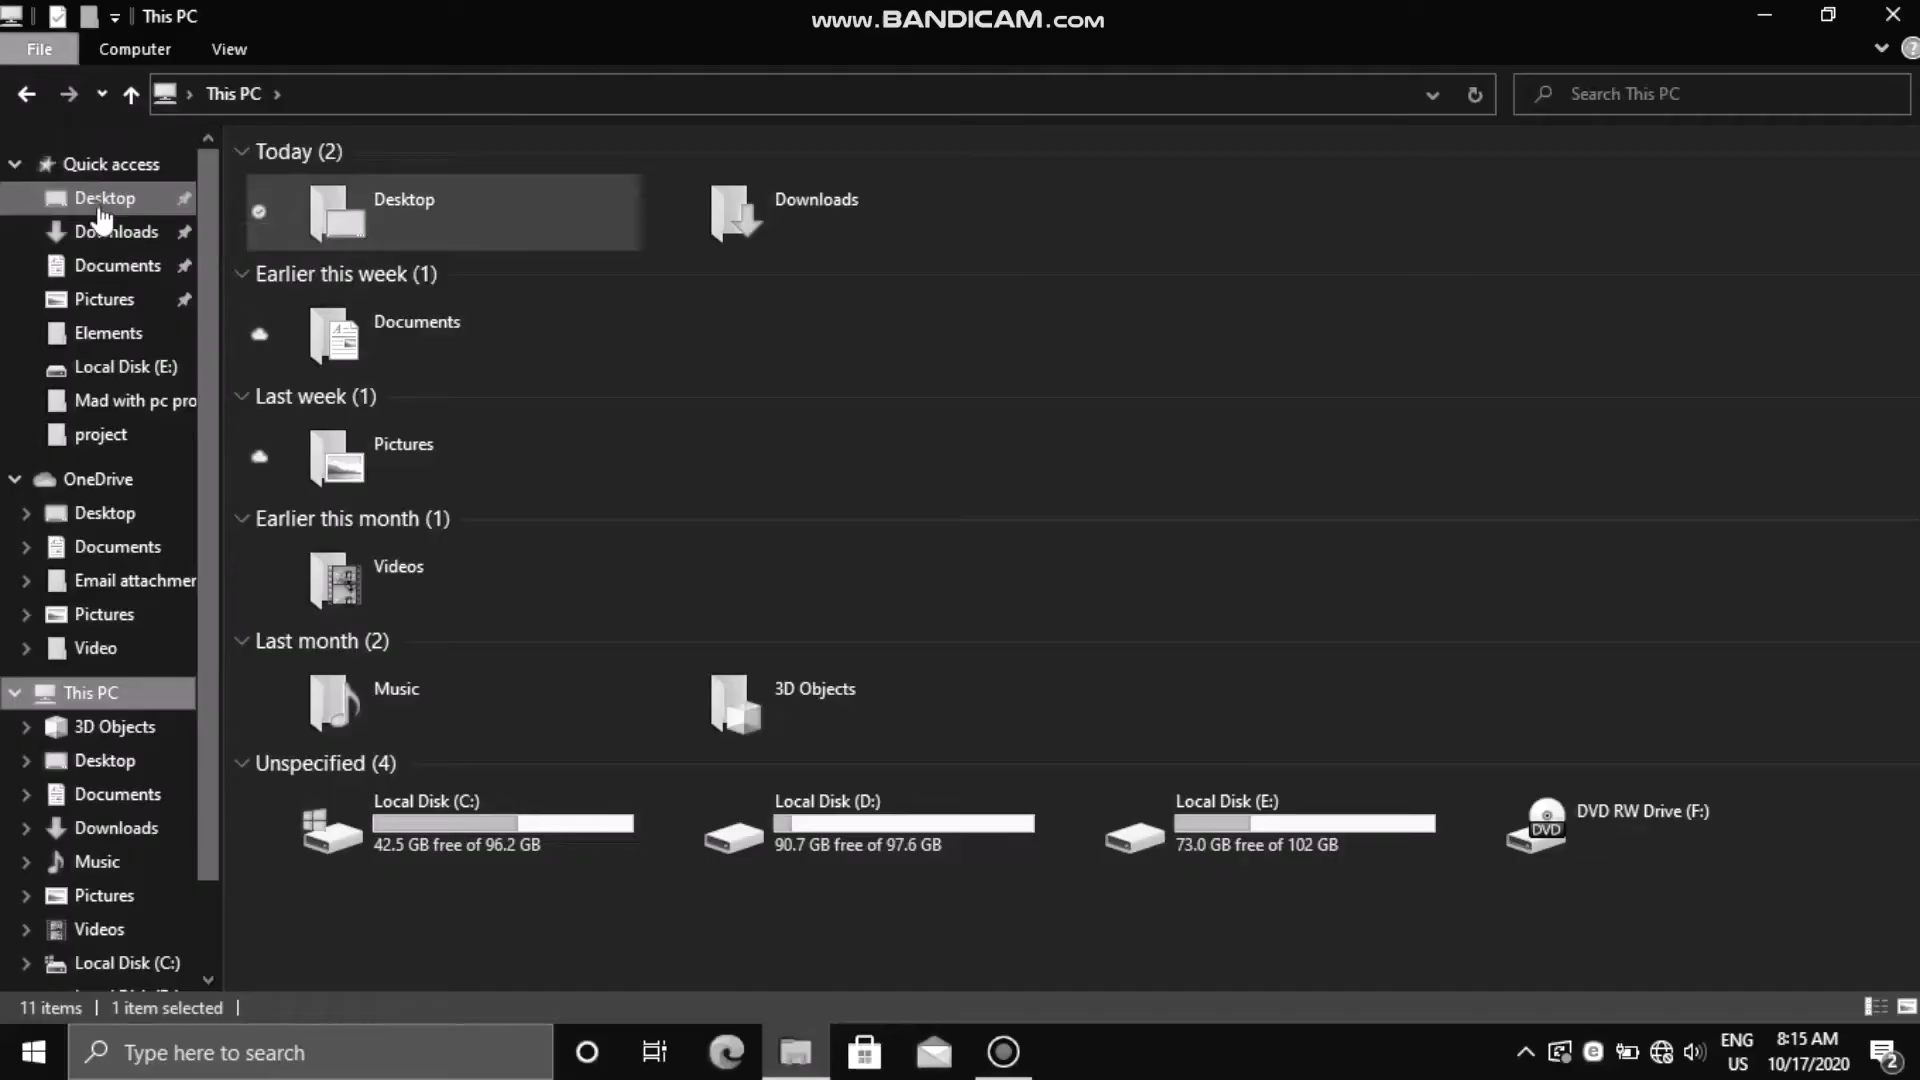 This PC
www.BANDICAM.com
File
Computer
View
This PC
Search This PC
Quick access
Desktop
Downloads
Documents
Pictures
Elements
Local Disk (E:)
Mad with pc pro
project
OneDrive
Desktop
Documents
Email attachmer
Pictures
Video
This PC
3D Objects
Desktop
Documents
Downloads
Music
Pictures
Videos
Local Disk (C:)
Today (2)
Desktop
Downloads
Earlier this week (1)
Documents
Last week (1)
Pictures
Earlier this month (1)
Videos
Last month (2)
Music
3D Objects
Unspecified (4)
Local Disk (C:)
42.5 GB free of 96.2 GB
Local Disk (D:)
90.7 GB free of 97.6 GB
Local Disk (E:)
73.0 GB free of 102 GB
DVD
DVD RW Drive (F:)
11 items
1 item selected
Type here to search
ENG
US
8:15 AM
10/17/2020
2